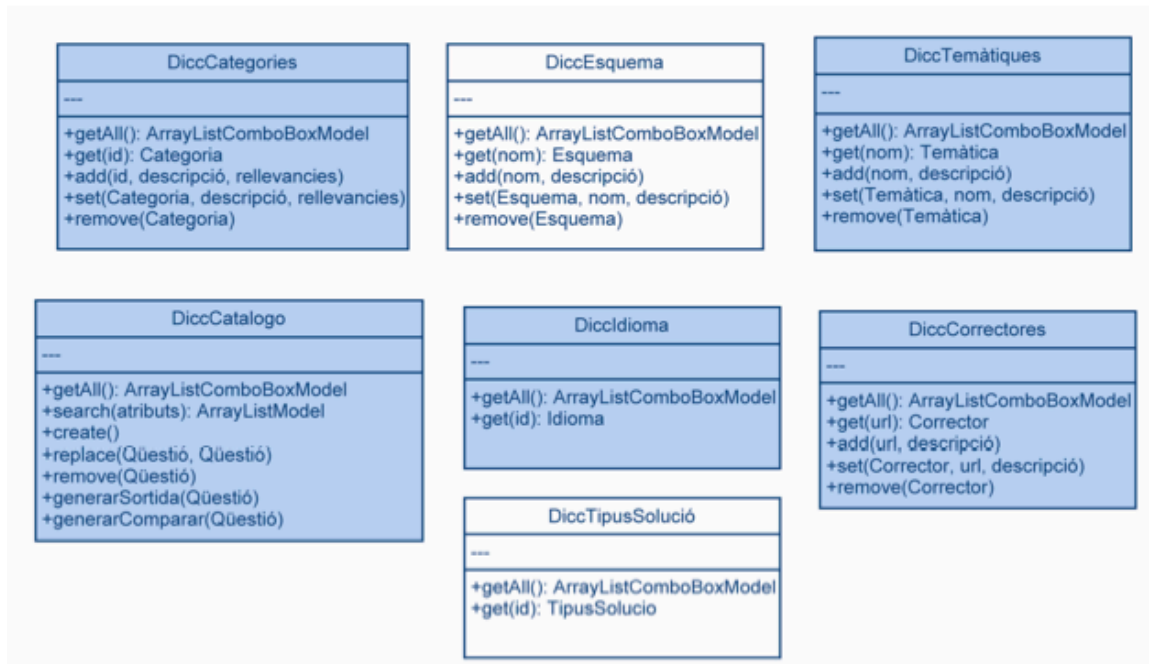 DiccCategories
---
+getAll(): ArrayListComboBoxModel
+get(id): Categoria
+add(id, descripció, rellevancies)
+set(Categoria, descripció, rellevancies)
+remove(Categoria)
DiccEsquema
---
+getAll(): ArrayListComboBoxModel
+get(nom): Esquema
+add(nom, descripció)
+set(Esquema, nom, descripció)
+remove(Esquema)
DiccTemàtiques
---
+getAll(): ArrayListComboBoxModel
+get(nom): Temàtica
+add(nom, descripció)
+set(Temàtica, nom, descripció)
+remove(Temàtica)
DiccCatalogo
---
+getAll(): ArrayListComboBoxModel
+search(atributs): ArrayListModel
+create()
+replace(Qüestió, Qüestió)
+remove(Qüestió)
+generarSortida(Qüestió)
+generarComparar(Qüestió)
DiccIdioma
---
+getAll(): ArrayListComboBoxModel
+get(id): Idioma
DiccCorrectores
---
+getAll(): ArrayListComboBoxModel
+get(url): Corrector
+add(url, descripció)
+set(Corrector, url, descripció)
+remove(Corrector)
DiccTipusSolució
---
+getAll(): ArrayListComboBoxModel
+get(id): TipusSolucio